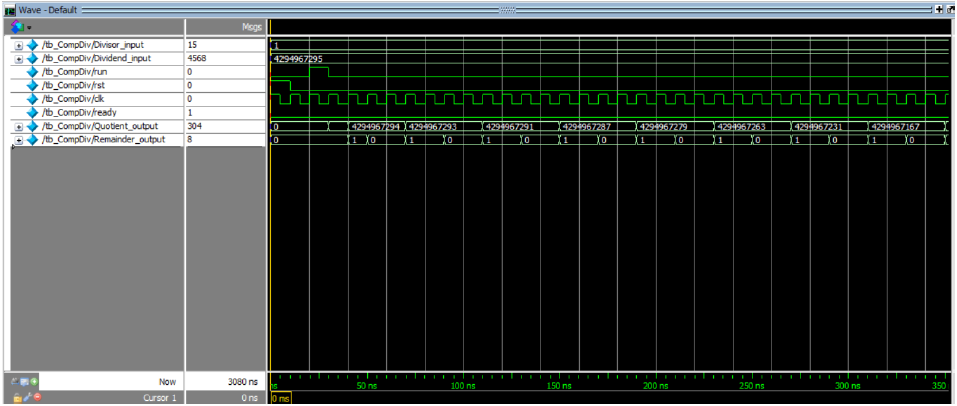 Wave - Default
Msgs
/tb_CompDiv/Divisor_input 15 1
/tb_CompDiv/Dividend_input 4568 4294967295
/tb_CompDiv/run 0
/tb_CompDiv/rst 0
/tb_CompDiv/clk 0
/tb_CompDiv/ready 1
/tb_CompDiv/Quotient_output 304 0 4294967294 4294967293 4294967291 4294967287 4294967279 4294967263 4294967231 4294967167
/tb_CompDiv/Remainder_output 8 0 1 0 1 0 1 0 1 0 1 0 1 0 1 0 1 0
Now 3080 ns ns 50 ns 100 ns 150 ns 200 ns 250 ns 300 ns 350
Cursor 1 0 ns 0 ns